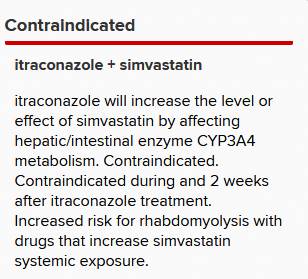 Contraindicated
itraconazole + simvastatin
itraconazole will increase the level or
effect of simvastatin by affecting
hepatic/intestinal enzyme CYP3A4
metabolism. Contraindicated.
Contraindicated during and 2 weeks
after itraconazole treatment.
Increased risk for rhabdomyolysis with
drugs that increase simvastatin
systemic exposure.